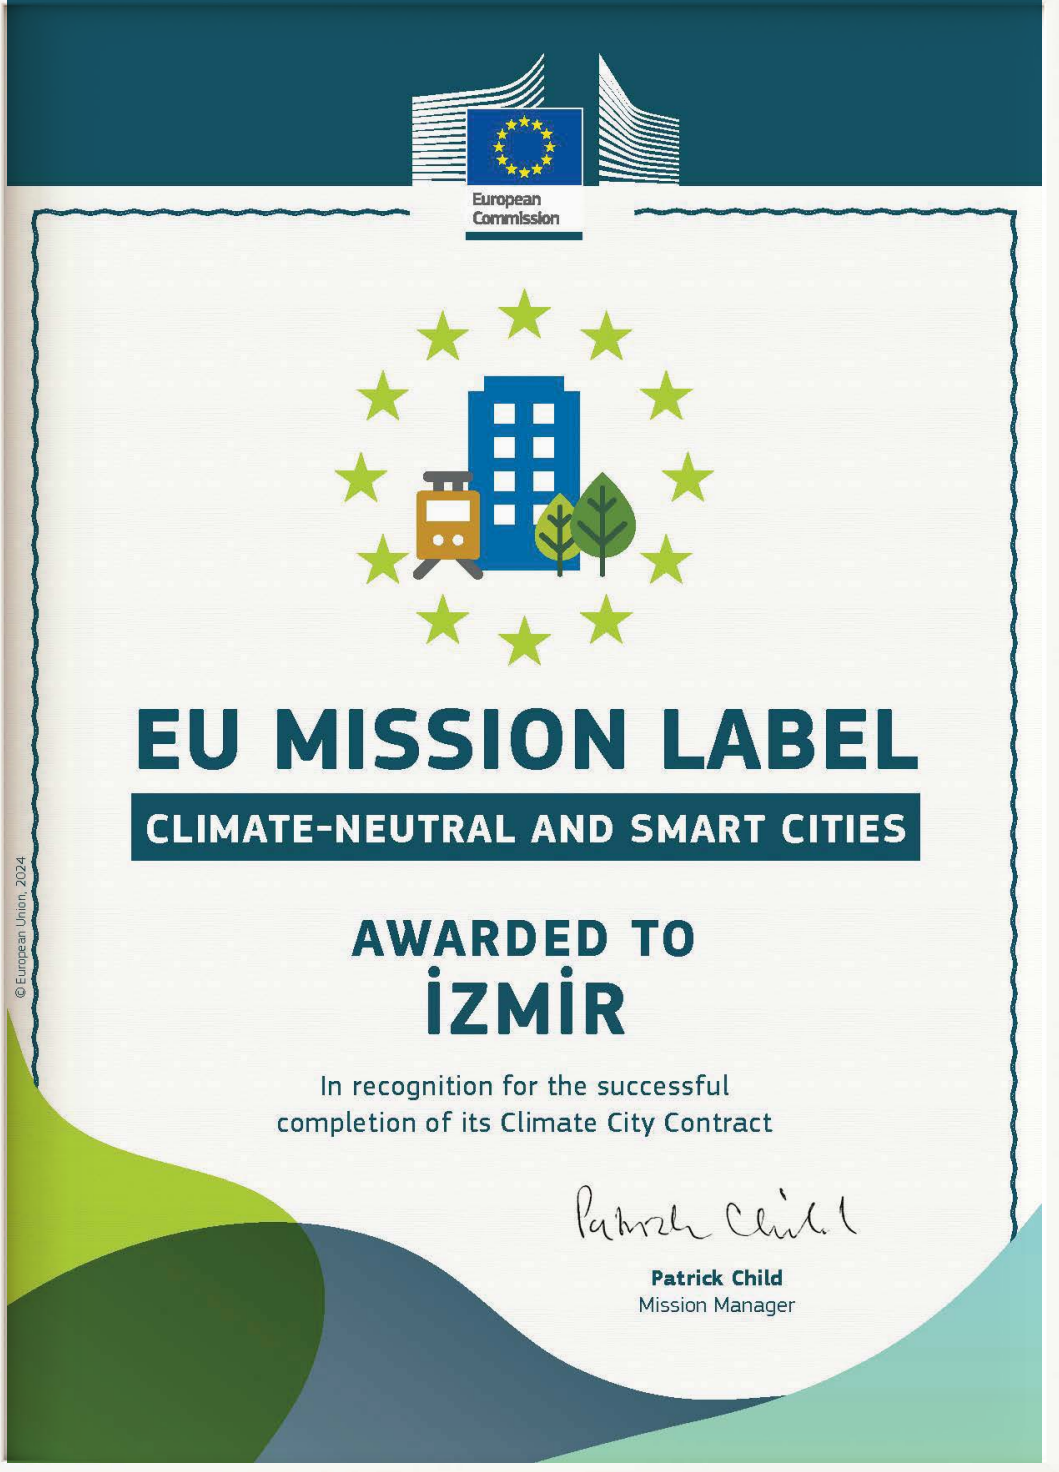 European
Commission
EU MISSION LABEL
CLIMATE-NEUTRAL AND SMART CITIES
AWARDED TO
İZMİR
In recognition for the successful
completion of its Climate City Contract
Patrick Child
Patrick Child
Mission Manager
© European Union, 2024